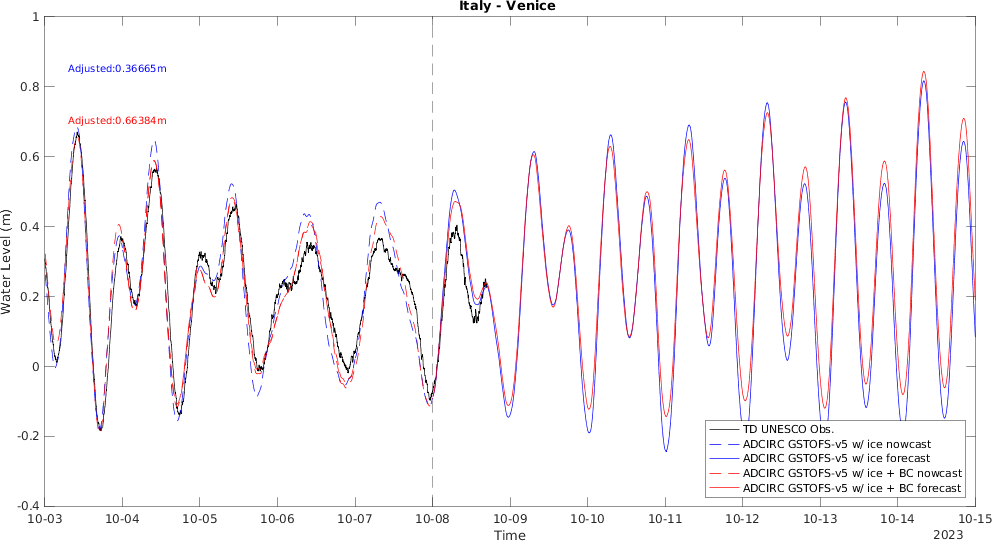 Italy - Venice
Adjusted:0.36665m
Adjusted:0.66384m
Water Level (m)
1
0.8
0.6
0.4
0.2
0
-0.2
-0.4
TD UNESCO Obs.
ADCIRC GSTOFS-v5 w/ ice nowcast
ADCIRC GSTOFS-v5 w/ ice forecast
ADCIRC GSTOFS-v5 w/ ice + BC nowcast
ADCIRC GSTOFS-v5 w/ ice + BC forecast
10-03 10-04 10-05 10-06 10-07 10-08 10-09 10-10 10-11 10-12 10-13 10-14 10-15
Time
2023